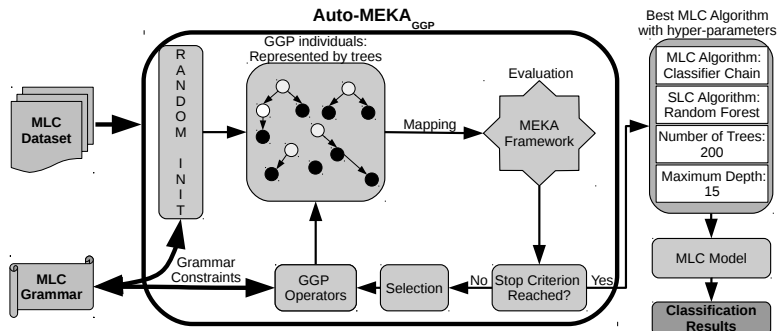 Auto-MEKA GGP
Best MLC Algorithm
with hyper-parameters
MLC
Dataset
RANDOM INIT
GGP individuals:
Represented by trees
Mapping
Evaluation
MEKA
Framework
MLC Algorithm:
Classifier Chain
SLC Algorithm:
Random Forest
Number of Trees:
200
Maximum Depth:
15
MLC
Grammar
Grammar
Constraints
GGP
Operators
Selection
No
Stop Criterion
Reached?
Yes
MLC Model
Classification
Results